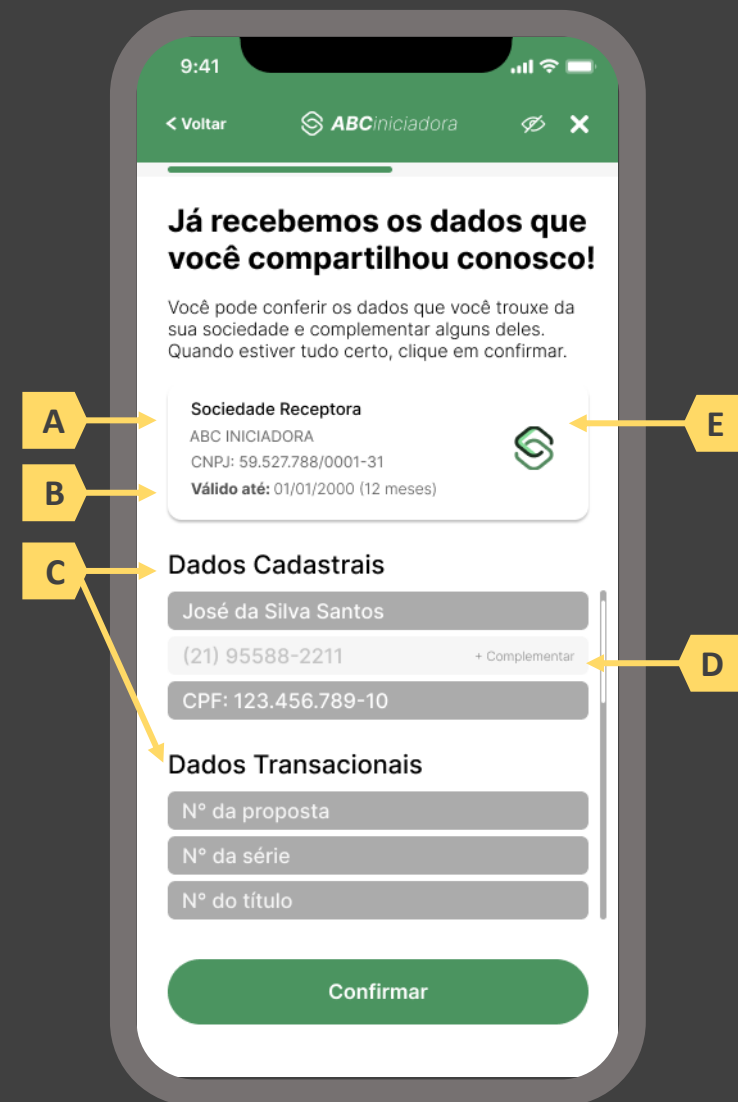 9:41
< Voltar
ABCiniciadora
Já recebemos os dados que
você compartilhou conosco!
Você pode conferir os dados que você trouxe da
sua sociedade e complementar alguns deles.
Quando estiver tudo certo, clique em confirmar.
A
Sociedade Receptora
E
ABC INICIADORA
CNPJ: 59.527.788/0001-31
B
Válido até: 01/01/2000 (12 meses)
C
Dados Cadastrais
José da Silva Santos
(21) 95588-2211
+ Complementar
D
CPF: 123.456.789-10
Dados Transacionais
N° da proposta
N° da série
N° do título
Confirmar